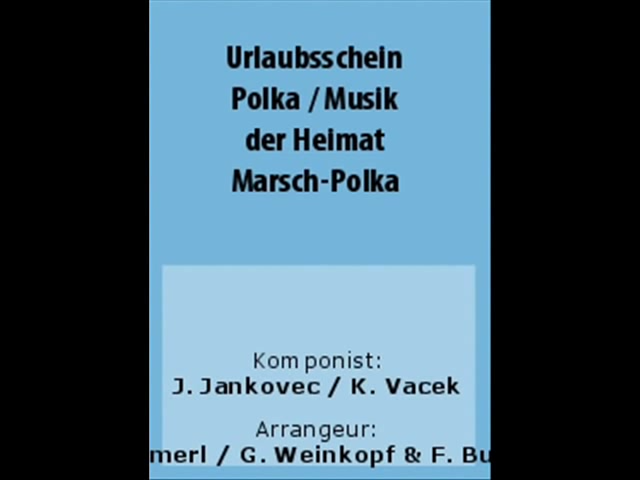 Urlaubsschein
Polka / Musik
der Heimat
Marsch-Polka
Komponist:
J. Jankovec / K. Vacek
Arrangeur:
/ G. Weinkopf & F.